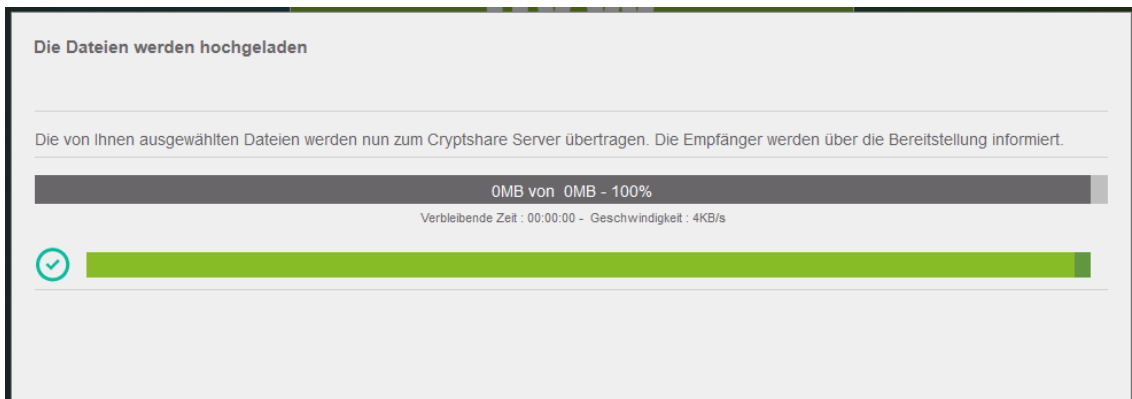 Die Dateien werden hochgeladen
Die von Ihnen ausgewählten Dateien werden nun zum Cryptshare Server übertragen. Die Empfänger werden über die Bereitstellung informiert.
0MB von 0MB - 100%
Verbleibende Zeit : 00:00:00 - Geschwindigkeit : 4KB/s